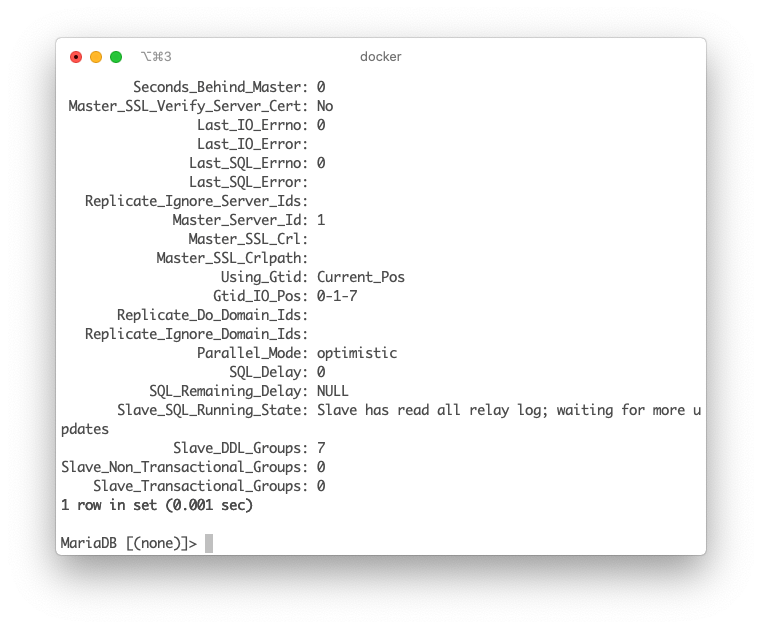 ⌥⌘3 docker
Seconds_Behind_Master: 0
Master_SSL_Verify_Server_Cert: No
Last_IO_Errno: 0
Last_IO_Error:
Last_SQL_Errno: 0
Last_SQL_Error:
Replicate_Ignore_Server_Ids:
Master_Server_Id: 1
Master_SSL_Crl:
Master_SSL_Crlpath:
Using_Gtid: Current_Pos
Gtid_IO_Pos: 0-1-7
Replicate_Do_Domain_Ids:
Replicate_Ignore_Domain_Ids:
Parallel_Mode: optimistic
SQL_Delay: 0
SQL_Remaining_Delay: NULL
Slave_SQL_Running_State: Slave has read all relay log; waiting for more u
pdates
Slave_DDL_Groups: 7
Slave_Non_Transactional_Groups: 0
Slave_Transactional_Groups: 0
1 row in set (0.001 sec)
MariaDB [(none)]>